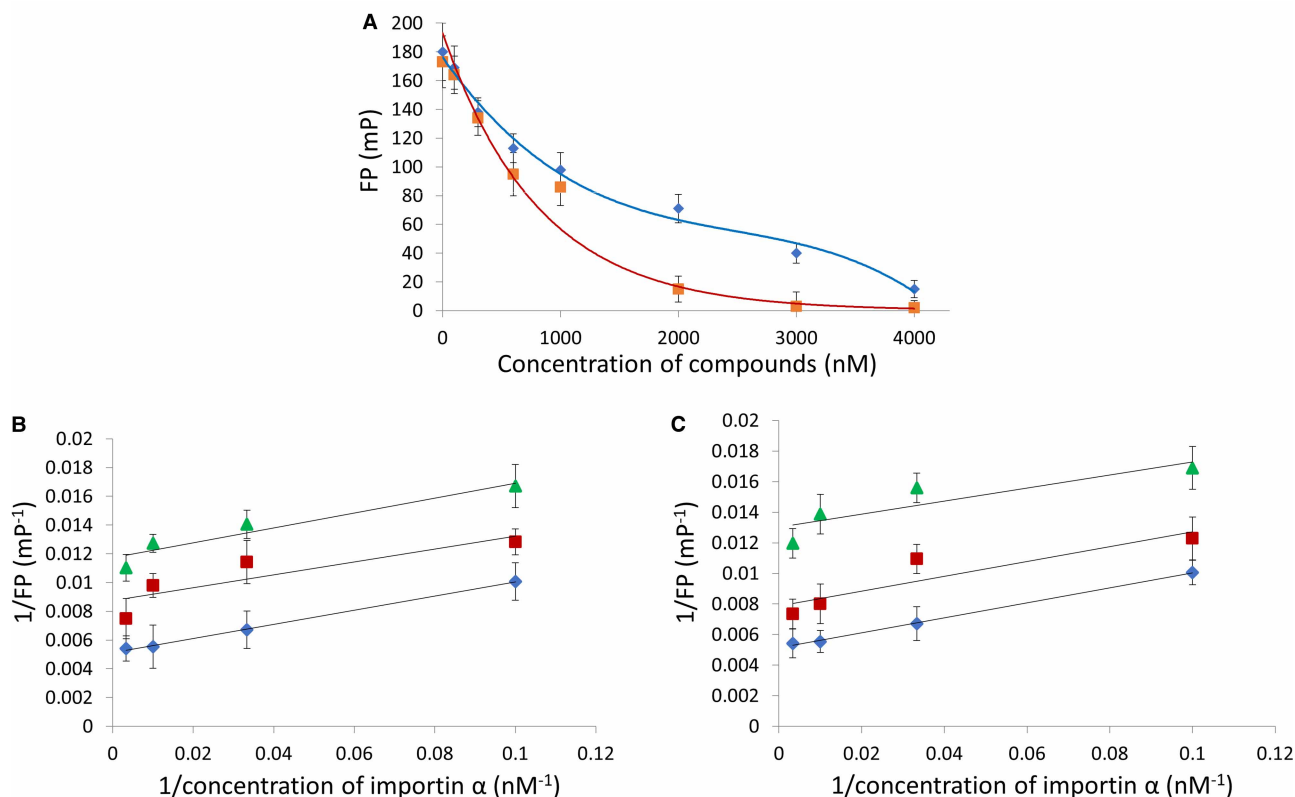 A
200
180
160
140
120
100
80
60
40
20
0
FP (mP)
0 1000 2000 3000 4000
Concentration of compounds (nM)
B
0.02
0.018
0.016
0.014
0.012
0.01
0.008
0.006
0.004
0.002
0
1/FP (mP-1)
0 0.02 0.04 0.06 0.08 0.1 0.12
1/concentration of importin α (nM-1)
C
0.02
0.018
0.016
0.014
0.012
0.01
0.008
0.006
0.004
0.002
0
1/FP (mP-1)
0 0.02 0.04 0.06 0.08 0.1 0.12
1/concentration of importin α (nM-1)